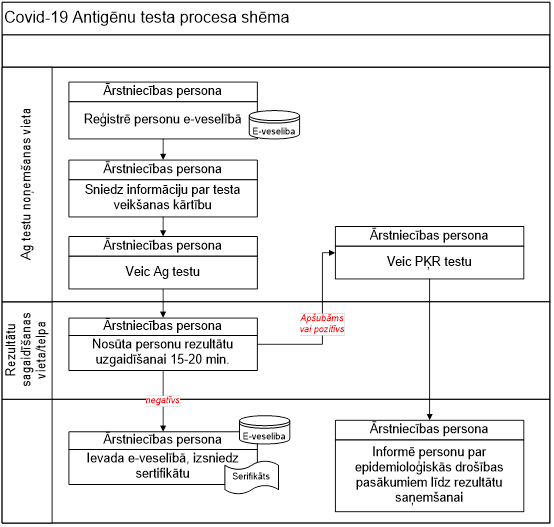 Covid-19 Antigēnu testa procesa shēma
Ag testu noņemšanas vieta
Ārstniecības persona
Reģistrē personu e-veselībā
E-veselība
Ārstniecības persona
Sniedz informāciju par testa
veikšanas kārtību
Ārstniecības persona
Veic Ag testu
Ārstniecības persona
Veic PĶR testu
Rezultātu
sagaidīšanas
vieta/telpa
Ārstniecības persona
Nosūta personu rezultātu
uzgaidīšanai 15-20 min.
Apšubāms
vai pozitīvs
negatīvs
Ārstniecības persona
Ievada e-veselībā, izsniedz
sertifikātu
E-veselība
Serifikāts
Ārstniecības persona
Informē personu par
epidemioloģiskās drošības
pasākumiem līdz rezultātu
saņemšanai